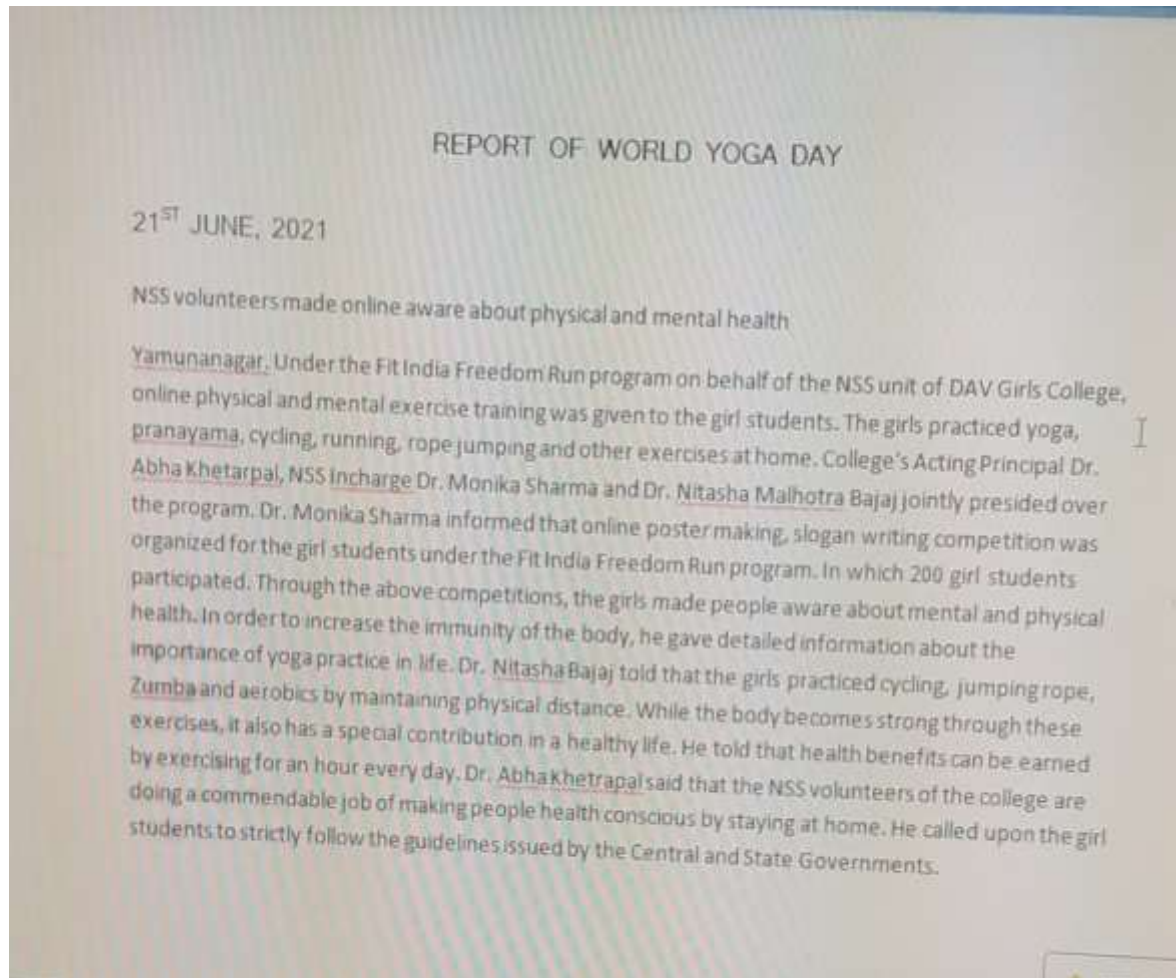 REPORT OF WORLD YOGA DAY
21ST JUNE, 2021
NSS volunteers made online aware about physical and mental health
Yamunanagar. Under the Fit India Freedom Run program on behalf of the NSS unit of DAV Girls College,
online physical and mental exercise training was given to the girl students. The girls practiced yoga,
pranayama, cycling, running, rope jumping and other exercises at home. College's Acting Principal Dr.
Abha Khetarpal, NSS Incharge Dr. Monika Sharma and Dr. Nitasha Malhotra Bajaj jointly presided over
the program. Dr. Monika Sharma informed that online poster making, slogan writing competition was
organized for the girl students under the Fit India Freedom Run program. In which 200 girl students
participated. Through the above competitions, the girls made people aware about mental and physical
health. In order to increase the immunity of the body, he gave detailed information about the
importance of yoga practice in life. Dr. Nitasha Bajaj told that the girls practiced cycling, jumping rope,
Zumba and aerobics by maintaining physical distance. While the body becomes strong through these
exercises, it also has a special contribution in a healthy life. He told that health benefits can be earned
by exercising for an hour every day. Dr. Abha Khetrapal said that the NSS volunteers of the college are
doing a commendable job of making people health conscious by staying at home. He called upon the girl
students to strictly follow the guidelines issued by the Central and State Governments.